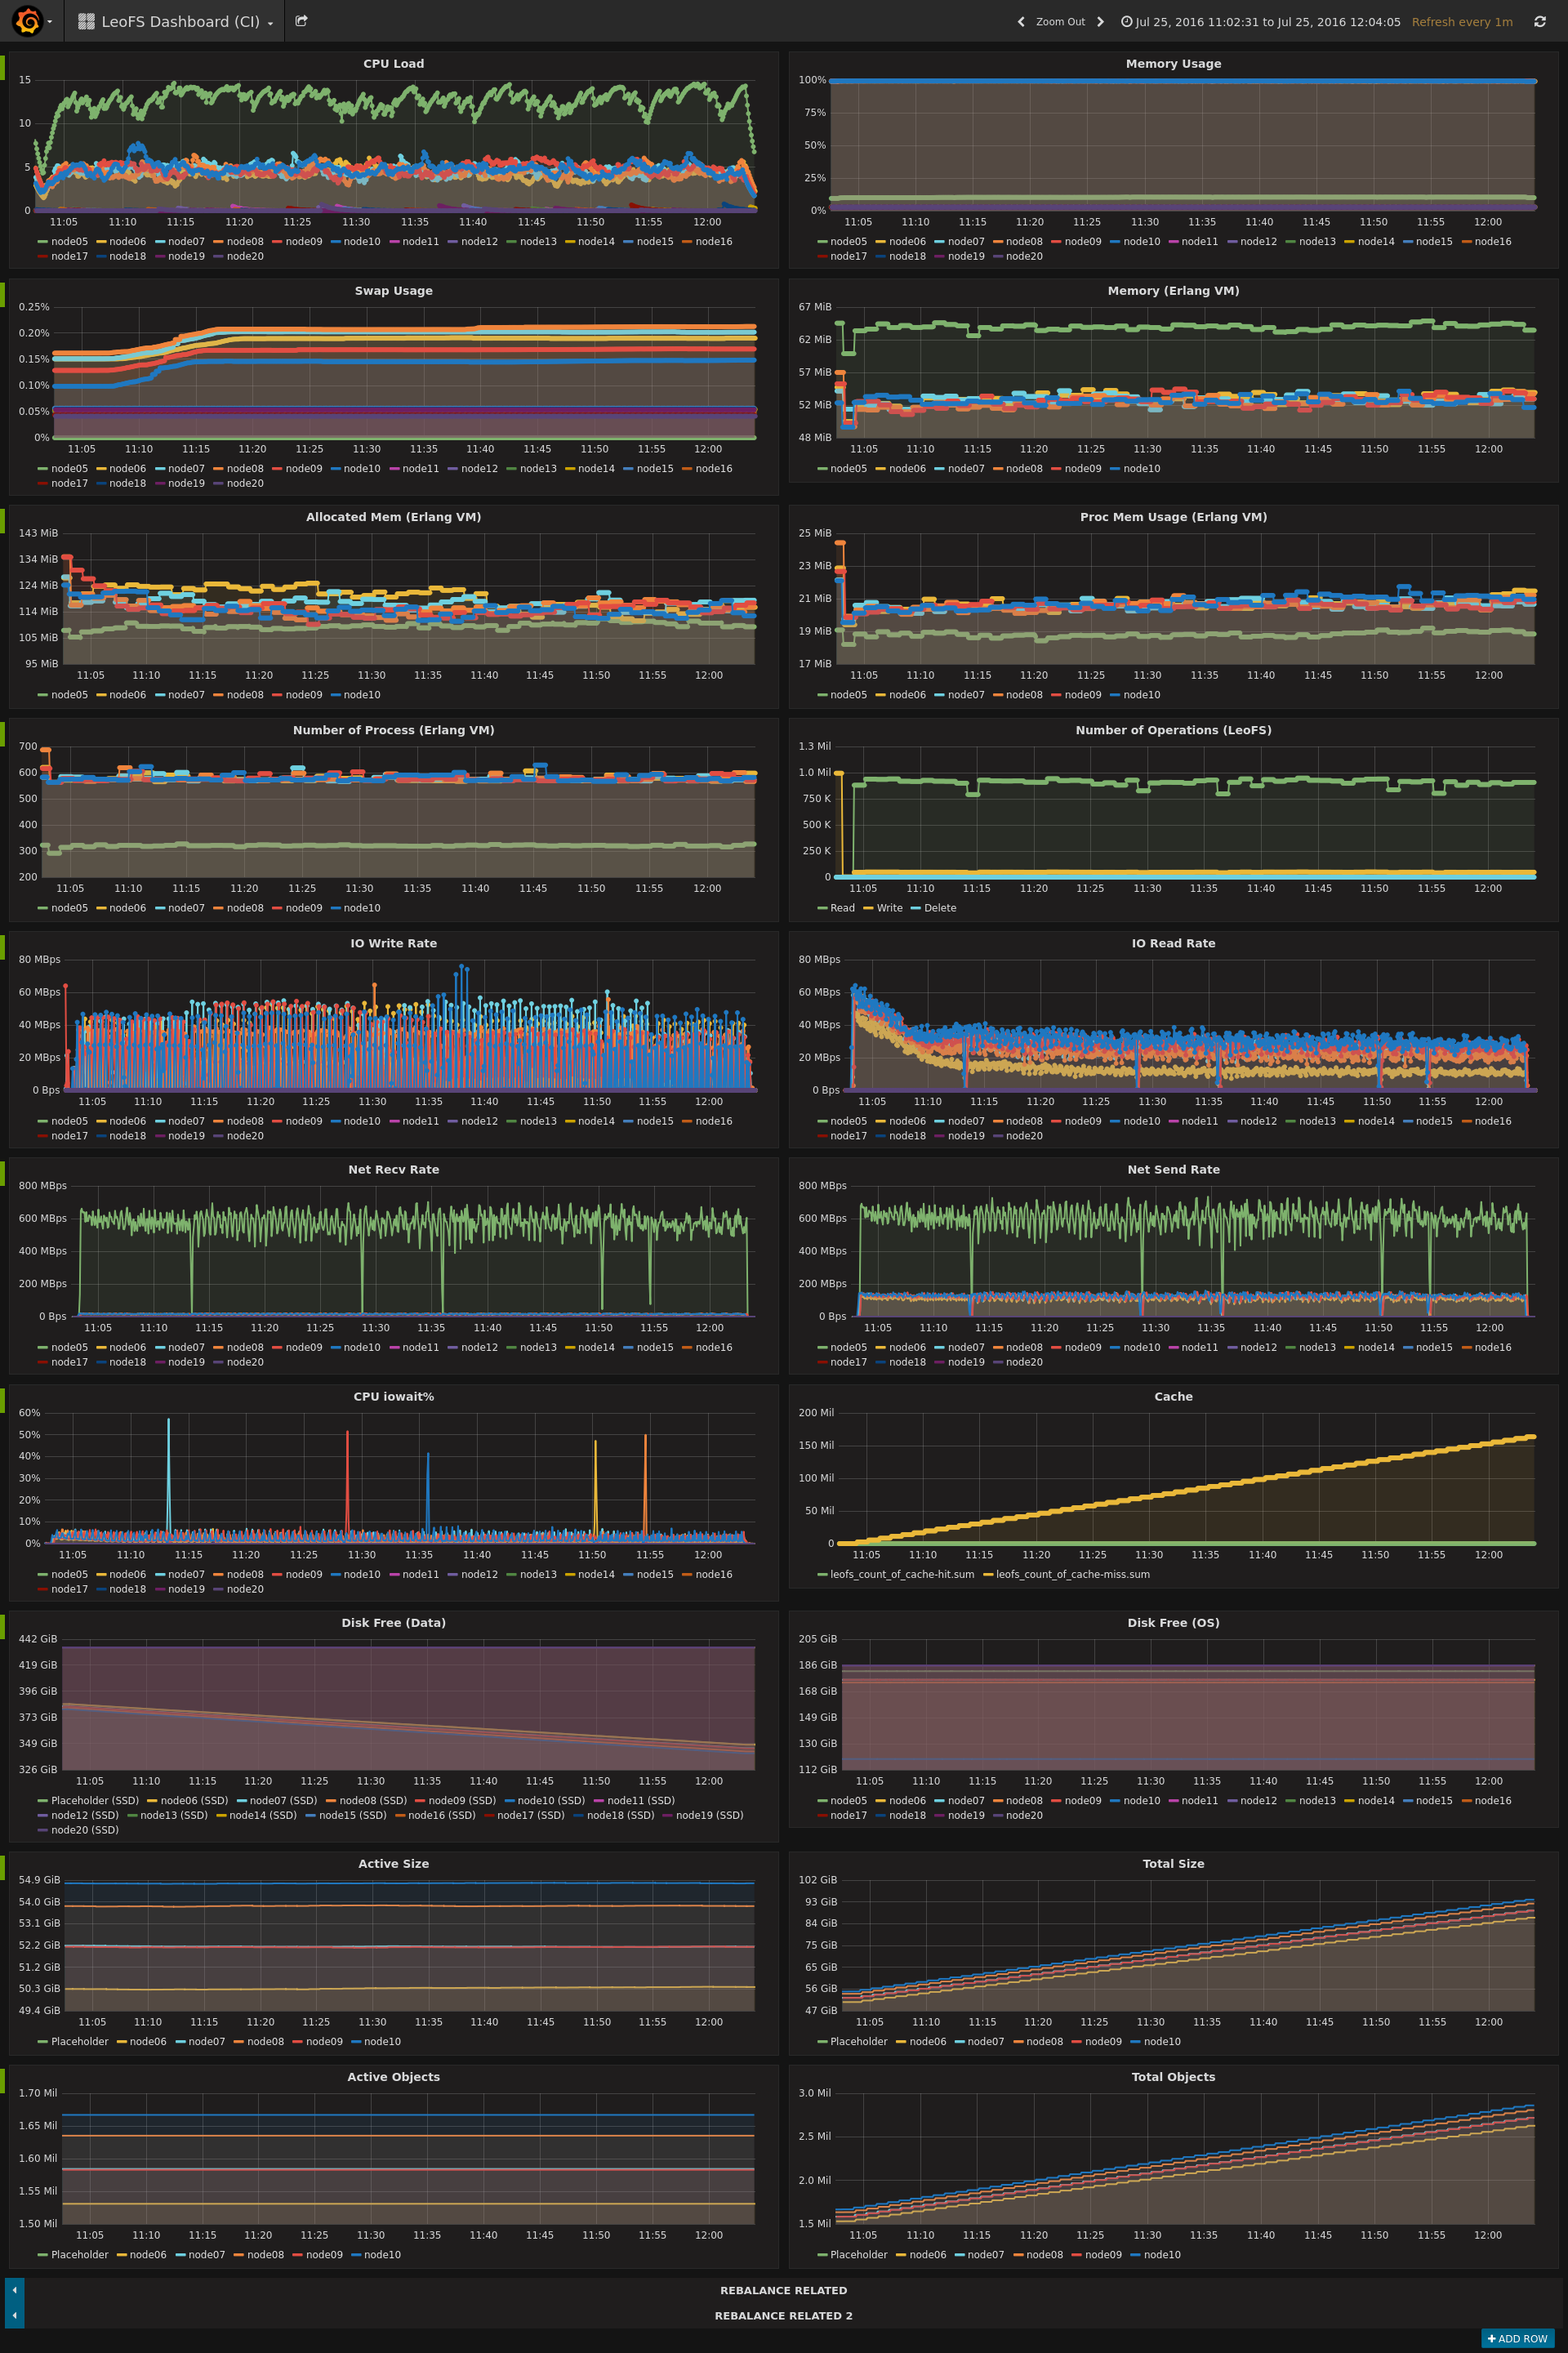 LeoFS Dashboard (CI)
Zoom Out
Jul 25, 2016 11:02:31 to Jul 25, 2016 12:04:05
Refresh every 1m
CPU Load
15
10
5
0
11:05 11:10 11:15 11:20 11:25 11:30 11:35 11:40 11:45 11:50 11:55 12:00
node05 node06 node07 node08 node09 node10 node11 node12 node13 node14 node15 node16
node17 node18 node19 node20
Memory Usage
100%
75%
50%
25%
0%
11:05 11:10 11:15 11:20 11:25 11:30 11:35 11:40 11:45 11:50 11:55 12:00
node05 node06 node07 node08 node09 node10 node11 node12 node13 node14 node15 node16
node17 node18 node19 node20
Swap Usage
0.25%
0.20%
0.15%
0.10%
0.05%
0%
11:05 11:10 11:15 11:20 11:25 11:30 11:35 11:40 11:45 11:50 11:55 12:00
node05 node06 node07 node08 node09 node10 node11 node12 node13 node14 node15 node16
node17 node18 node19 node20
Memory (Erlang VM)
67 MiB
62 MiB
57 MiB
52 MiB
48 MiB
11:05 11:10 11:15 11:20 11:25 11:30 11:35 11:40 11:45 11:50 11:55 12:00
node05 node06 node07 node08 node09 node10
Allocated Mem (Erlang VM)
143 MiB
134 MiB
124 MiB
114 MiB
105 MiB
95 MiB
11:05 11:10 11:15 11:20 11:25 11:30 11:35 11:40 11:45 11:50 11:55 12:00
node05 node06 node07 node08 node09 node10
Proc Mem Usage (Erlang VM)
25 MiB
23 MiB
21 MiB
19 MiB
17 MiB
11:05 11:10 11:15 11:20 11:25 11:30 11:35 11:40 11:45 11:50 11:55 12:00
node05 node06 node07 node08 node09 node10
Number of Process (Erlang VM)
700
600
500
400
300
200
11:05 11:10 11:15 11:20 11:25 11:30 11:35 11:40 11:45 11:50 11:55 12:00
node05 node06 node07 node08 node09 node10
Number of Operations (LeoFS)
1.3 Mil
1.0 Mil
750 K
500 K
250 K
0
11:05 11:10 11:15 11:20 11:25 11:30 11:35 11:40 11:45 11:50 11:55 12:00
Read Write Delete
IO Write Rate
80 MBps
60 MBps
40 MBps
20 MBps
0 Bps
11:05 11:10 11:15 11:20 11:25 11:30 11:35 11:40 11:45 11:50 11:55 12:00
node05 node06 node07 node08 node09 node10 node11 node12 node13 node14 node15 node16
node17 node18 node19 node20
IO Read Rate
80 MBps
60 MBps
40 MBps
20 MBps
0 Bps
11:05 11:10 11:15 11:20 11:25 11:30 11:35 11:40 11:45 11:50 11:55 12:00
node05 node06 node07 node08 node09 node10 node11 node12 node13 node14 node15 node16
node17 node18 node19 node20
Net Recv Rate
800 MBps
600 MBps
400 MBps
200 MBps
0 Bps
11:05 11:10 11:15 11:20 11:25 11:30 11:35 11:40 11:45 11:50 11:55 12:00
node05 node06 node07 node08 node09 node10 node11 node12 node13 node14 node15 node16
node17 node18 node19 node20
Net Send Rate
800 MBps
600 MBps
400 MBps
200 MBps
0 Bps
11:05 11:10 11:15 11:20 11:25 11:30 11:35 11:40 11:45 11:50 11:55 12:00
node05 node06 node07 node08 node09 node10 node11 node12 node13 node14 node15 node16
node17 node18 node19 node20
CPU iowait%
60%
50%
40%
30%
20%
10%
0%
11:05 11:10 11:15 11:20 11:25 11:30 11:35 11:40 11:45 11:50 11:55 12:00
node05 node06 node07 node08 node09 node10 node11 node12 node13 node14 node15 node16
node17 node18 node19 node20
Cache
200 Mil
150 Mil
100 Mil
50 Mil
0
11:05 11:10 11:15 11:20 11:25 11:30 11:35 11:40 11:45 11:50 11:55 12:00
leofs_count_of_cache-hit.sum leofs_count_of_cache-miss.sum
Disk Free (Data)
442 GiB
419 GiB
396 GiB
373 GiB
349 GiB
326 GiB
11:05 11:10 11:15 11:20 11:25 11:30 11:35 11:40 11:45 11:50 11:55 12:00
Placeholder (SSD) node06 (SSD) node07 (SSD) node08 (SSD) node09 (SSD) node10 (SSD) node11 (SSD)
node12 (SSD) node13 (SSD) node14 (SSD) node15 (SSD) node16 (SSD) node17 (SSD) node18 (SSD) node19 (SSD)
node20 (SSD)
Disk Free (OS)
205 GiB
186 GiB
168 GiB
149 GiB
130 GiB
112 GiB
11:05 11:10 11:15 11:20 11:25 11:30 11:35 11:40 11:45 11:50 11:55 12:00
node05 node06 node07 node08 node09 node10 node11 node12 node13 node14 node15 node16
node17 node18 node19 node20
Active Size
54.9 GiB
54.0 GiB
53.1 GiB
52.2 GiB
51.2 GiB
50.3 GiB
49.4 GiB
11:05 11:10 11:15 11:20 11:25 11:30 11:35 11:40 11:45 11:50 11:55 12:00
Placeholder node06 node07 node08 node09 node10
Total Size
102 GiB
93 GiB
84 GiB
75 GiB
65 GiB
56 GiB
47 GiB
11:05 11:10 11:15 11:20 11:25 11:30 11:35 11:40 11:45 11:50 11:55 12:00
Placeholder node06 node07 node08 node09 node10
Active Objects
1.70 Mil
1.65 Mil
1.60 Mil
1.55 Mil
1.50 Mil
11:05 11:10 11:15 11:20 11:25 11:30 11:35 11:40 11:45 11:50 11:55 12:00
Placeholder node06 node07 node08 node09 node10
Total Objects
3.0 Mil
2.5 Mil
2.0 Mil
1.5 Mil
11:05 11:10 11:15 11:20 11:25 11:30 11:35 11:40 11:45 11:50 11:55 12:00
Placeholder node06 node07 node08 node09 node10
REBALANCE RELATED
REBALANCE RELATED 2
ADD ROW